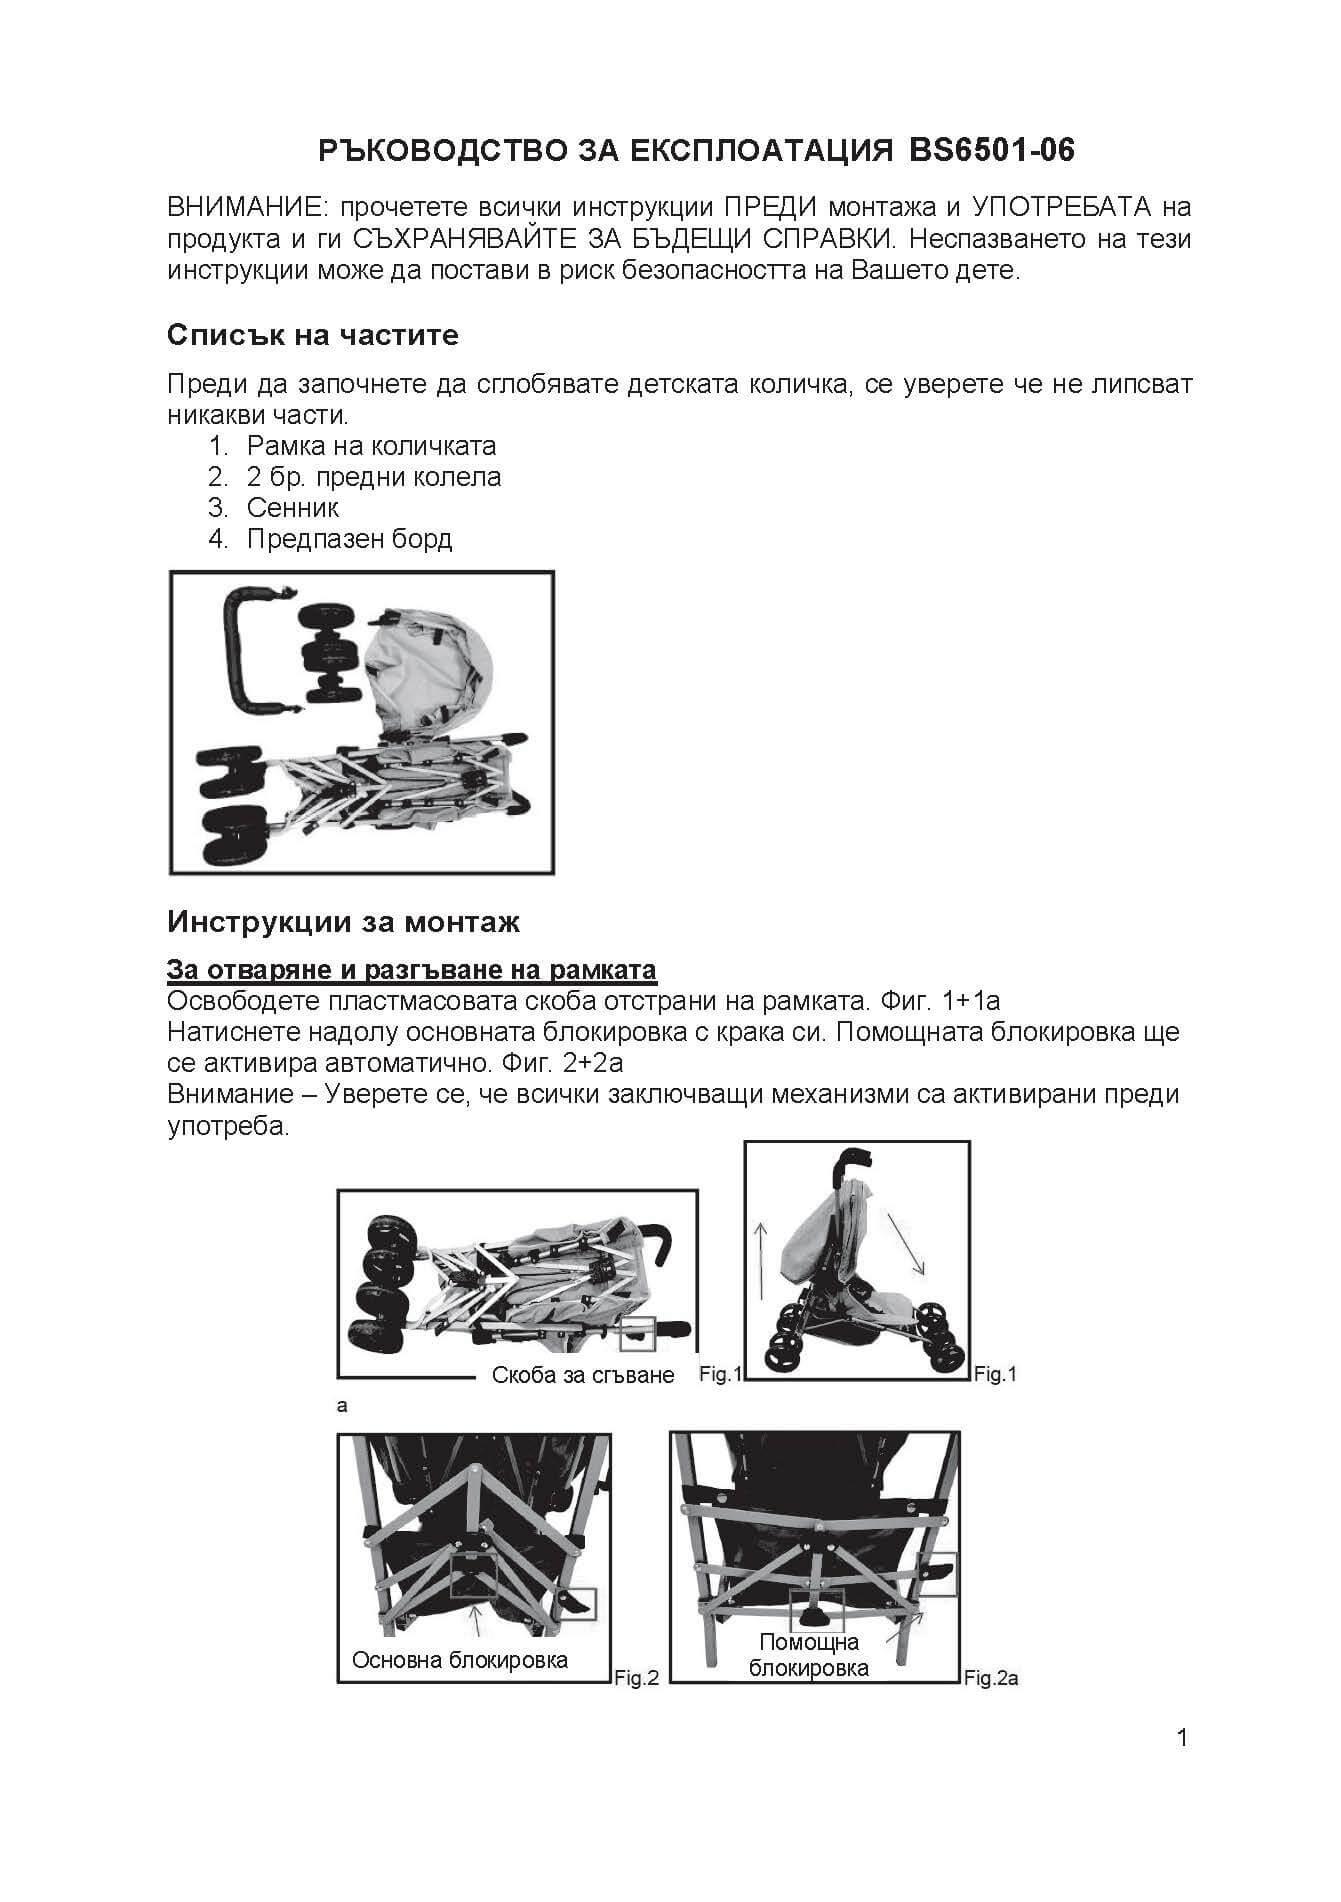 РЪКОВОДСТВО ЗА ЕКСПЛОАТАЦИЯ BS6501-06
ВНИМАНИЕ: прочетете всички инструкции ПРЕДИ монтажа и УПОТРЕБАТА на
продукта и ги СЪХРАНЯВАЙТЕ ЗА БЪДЕЩИ СПРАВКИ. Неспазването на тези
инструкции може да постави в риск безопасността на Вашето дете.
Списък на частите
Преди да започнете да сглобявате детската количка, се уверете че не липсват
никакви части.
1. Рамка на количката
2. 2 бр. предни колела
3. Сенник
4. Предпазен борд
Инструкции за монтаж
За отваряне и разгъване на рамката
Освободете пластмасовата скоба отстрани на рамката. Фиг. 1+1а
Натиснете надолу основната блокировка с крака си. Помощната блокировка ще
се активира автоматично. Фиг. 2+2а
Внимание – Уверете се, че всички заключващи механизми са активирани преди
употреба.
Скоба за сгъване Fig.1 Fig.1
a
Основна блокировка Fig.2
Помощна
блокировка Fig.2a
1